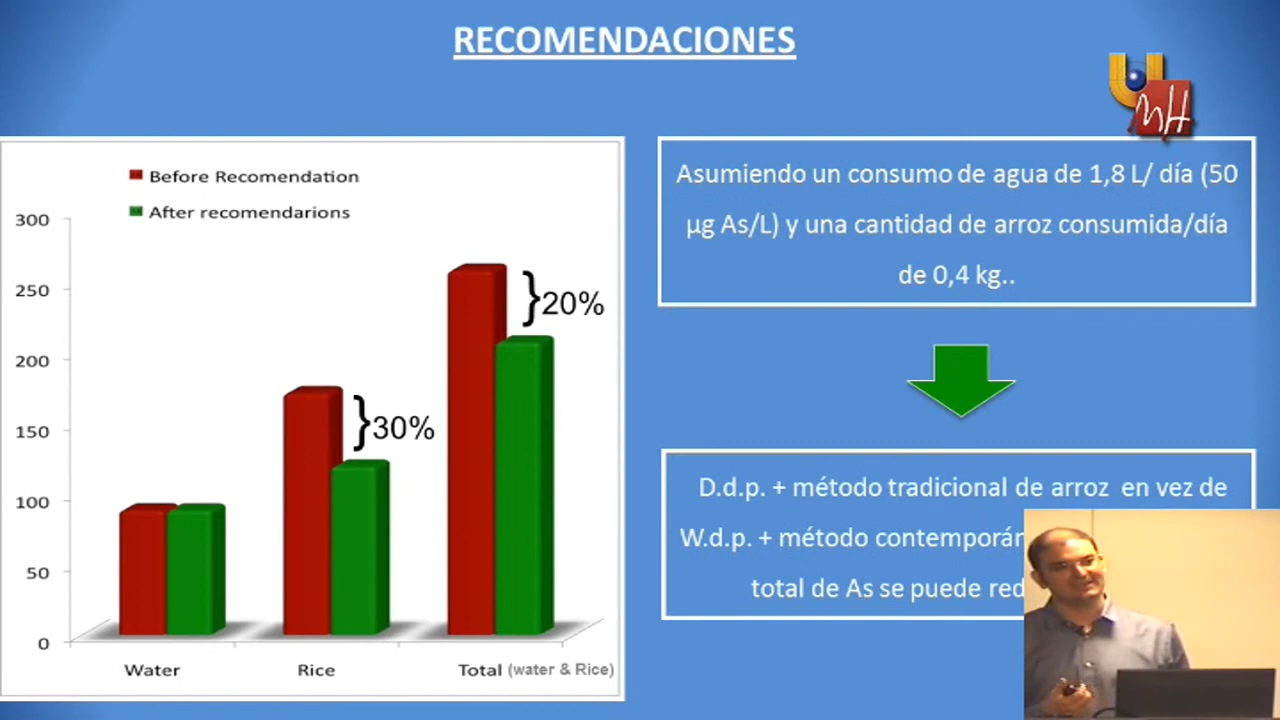 RECOMENDACIONES
UMH
Before Recomendation
After recomendarions
300
250
200
150
100
50
0
20%
30%
Water
Rice
Total (water & Rice)
Asumiendo un consumo de agua de 1,8 L/ día (50
µg As/L) y una cantidad de arroz consumida/día
de 0,4 kg..
D.d.p. + método tradicional de arroz en vez de
W.d.p. + método
total de As se puede